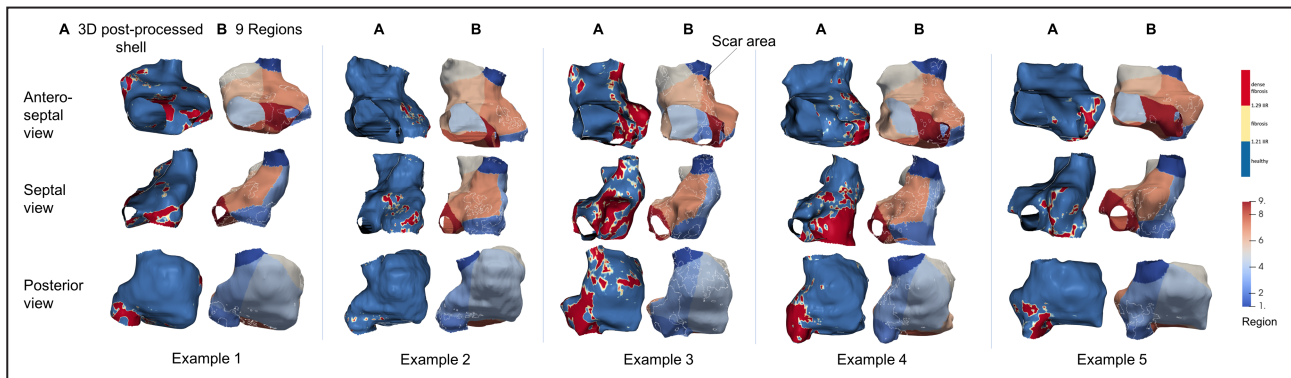 A 3D post-processed shell
B 9 Regions
A B
A B
Scar area
A B
A B
Antero-
septal
view
Septal
view
Posterior
view
dense
fibrosis
1.29 IIR
fibrosis
1.21 IIR
healthy
9.
8
6
4
2
1.
Region
Example 1
Example 2
Example 3
Example 4
Example 5